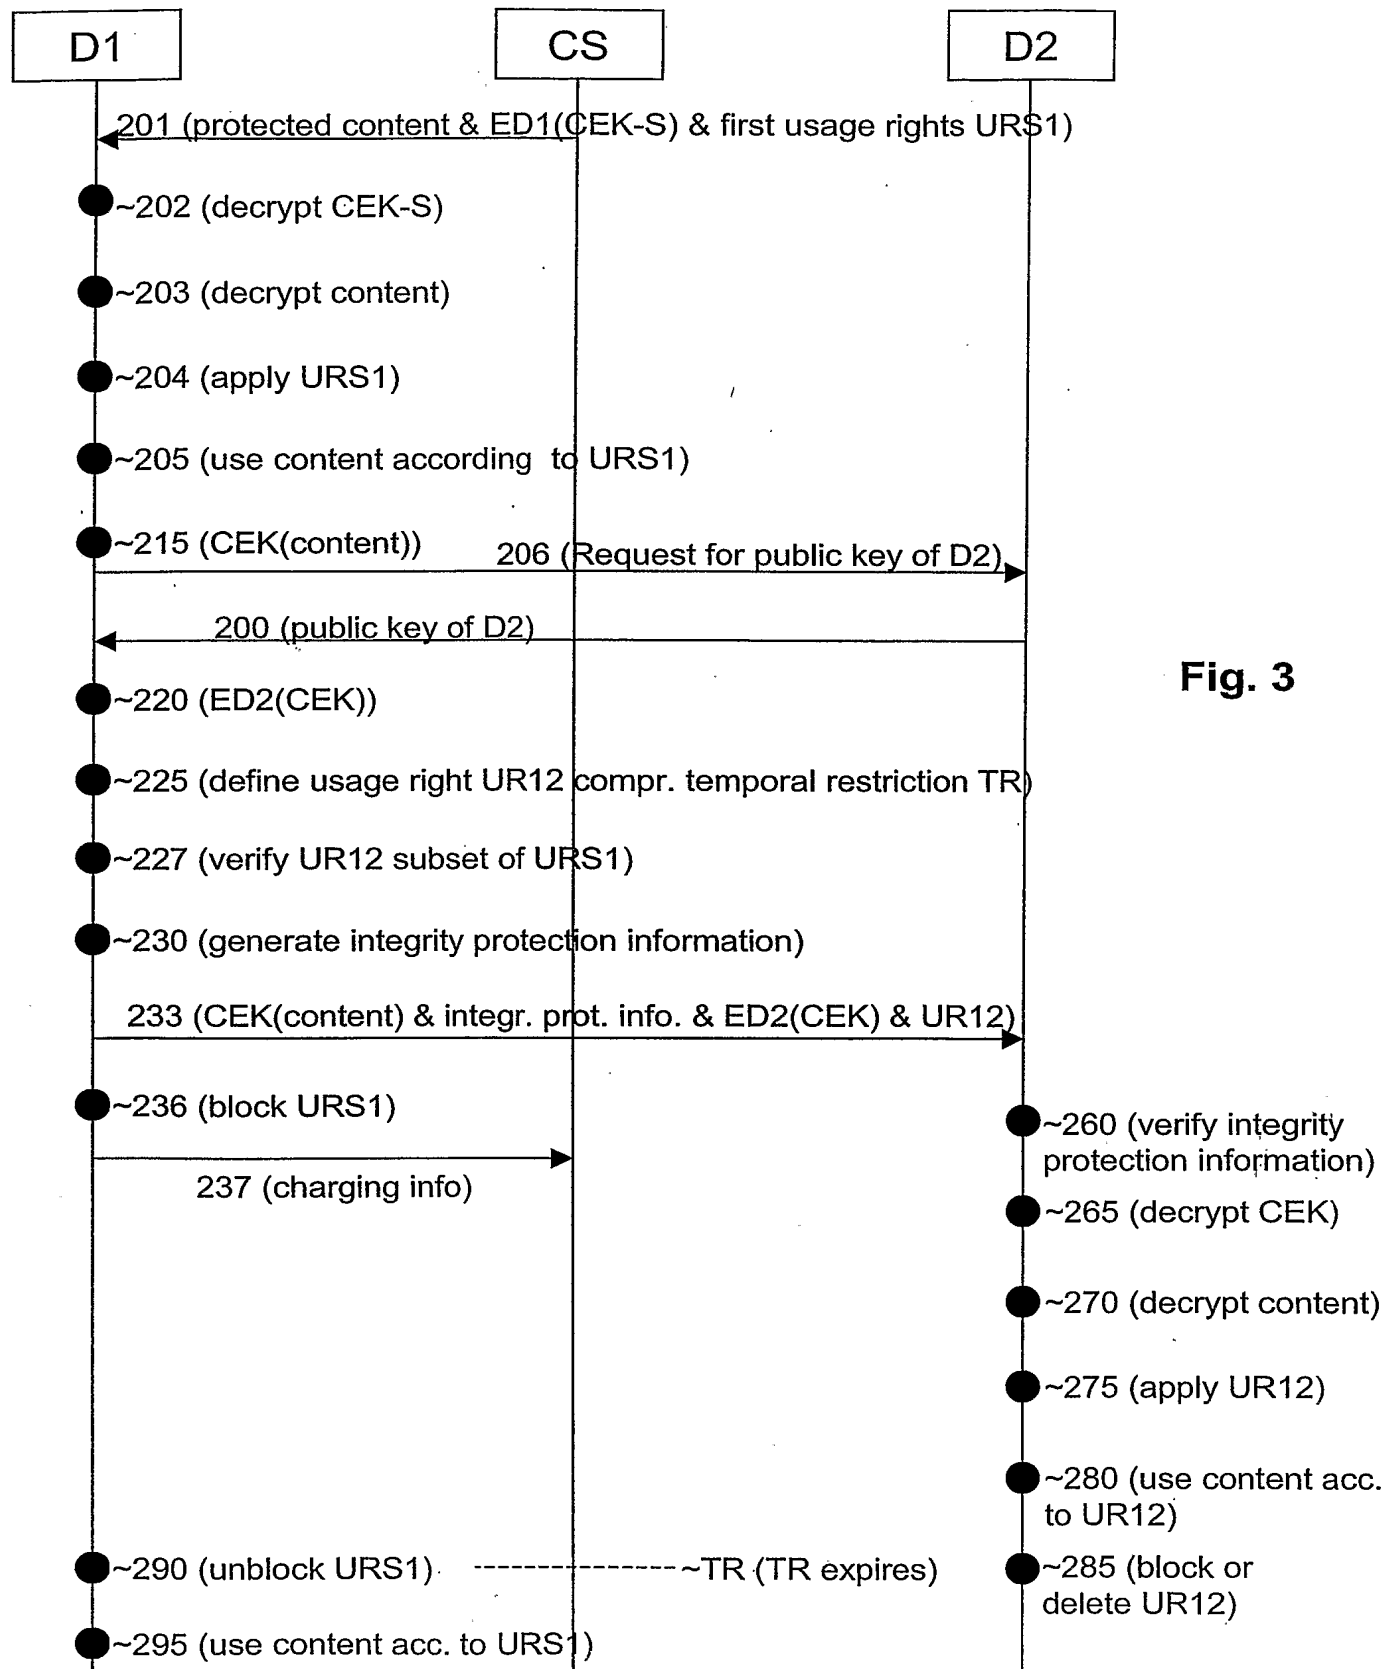 D1
CS
D2
201 (protected content & ED1(CEK-S) & first usage rights URS1)
~202 (decrypt CEK-S)
~203 (decrypt content)
~204 (apply URS1)
~205 (use content according to URS1)
~215 (CEK(content))
206 (Request for public key of D2)
200 (public key of D2)
Fig. 3
~220 (ED2(CEK))
~225 (define usage right UR12 compr. temporal restriction TR)
~227 (verify UR12 subset of URS1)
~230 (generate integrity protection information)
233 (CEK(content) & integr. prot. info. & ED2(CEK) & UR12)
~236 (block URS1)
~260 (verify integrity
protection information)
237 (charging info)
~265 (decrypt CEK)
~270 (decrypt content)
~275 (apply UR12)
~280 (use content acc.
to UR12)
~290 (unblock URS1)
~TR (TR expires)
~285 (block or
delete UR12)
~295 (use content acc. to URS1)